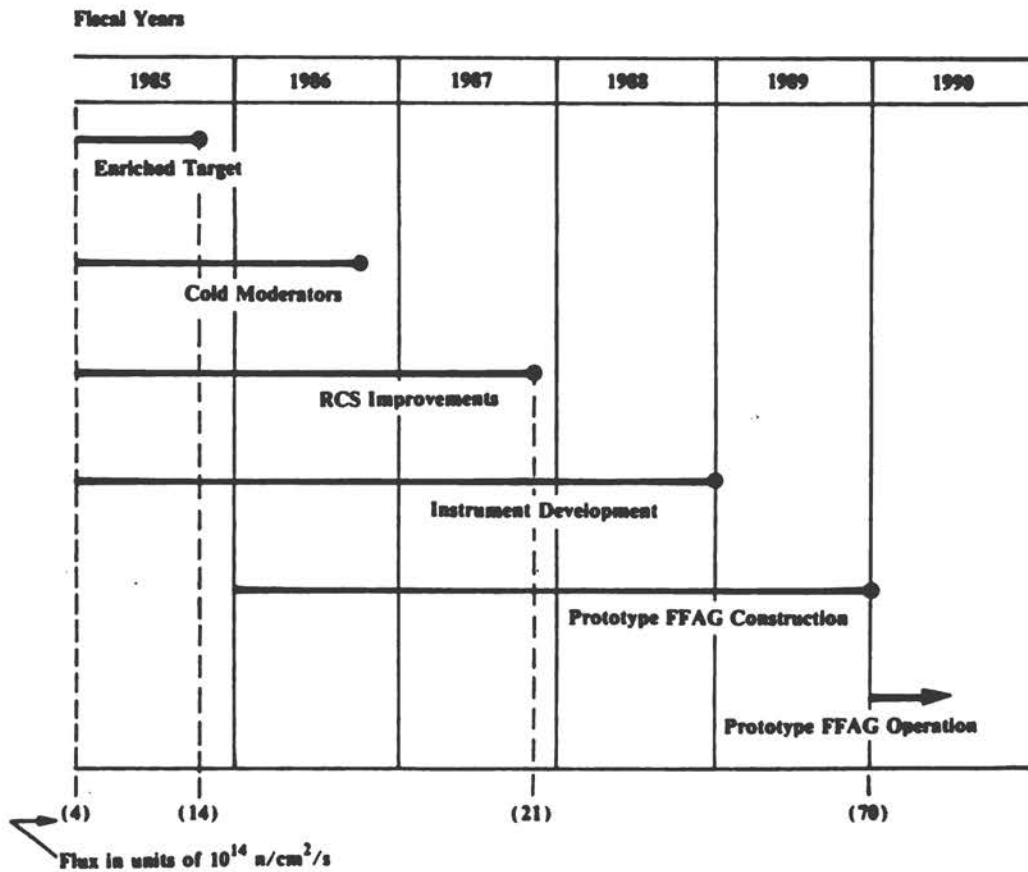 Fiscal Years
1985 1986 1987 1988 1989 1990
Enriched Target
Cold Moderators
RCS Improvements
Instrument Development
Prototype FFAG Construction
Prototype FFAG Operation
(4) (14) (21) (70)
Flux in units of 10¹⁴ n/cm²/s